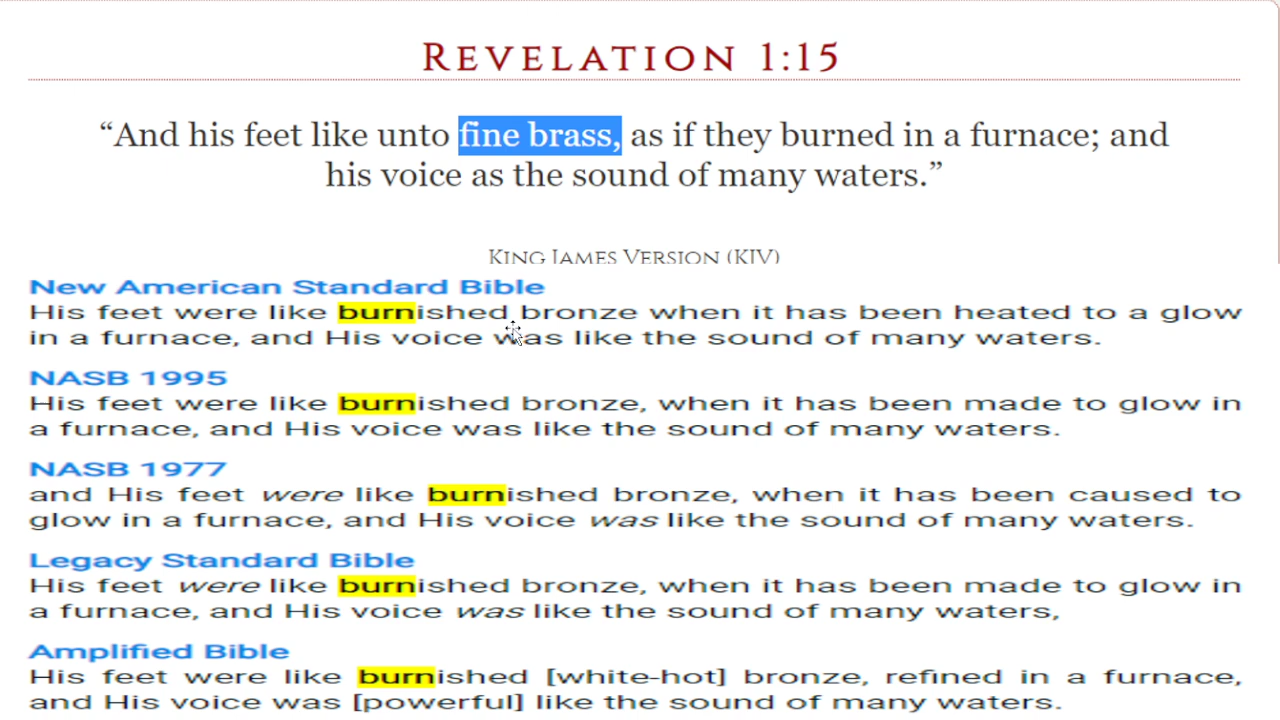 REVELATION 1:15
“And his feet like unto fine brass, as if they burned in a furnace; and
his voice as the sound of many waters.”
KING JAMES VERSION (KJV)
New American Standard Bible
His feet were like burnished bronze when it has been heated to a glow
in a furnace, and His voice was like the sound of many waters.
NASB 1995
His feet were like burnished bronze, when it has been made to glow in
a furnace, and His voice was like the sound of many waters.
NASB 1977
and His feet were like burnished bronze, when it has been caused to
glow in a furnace, and His voice was like the sound of many waters.
Legacy Standard Bible
His feet were like burnished bronze, when it has been made to glow in
a furnace, and His voice was like the sound of many waters,
Amplified Bible
His feet were like burnished [white-hot] bronze, refined in a furnace,
and His voice was [powerful] like the sound of many waters.